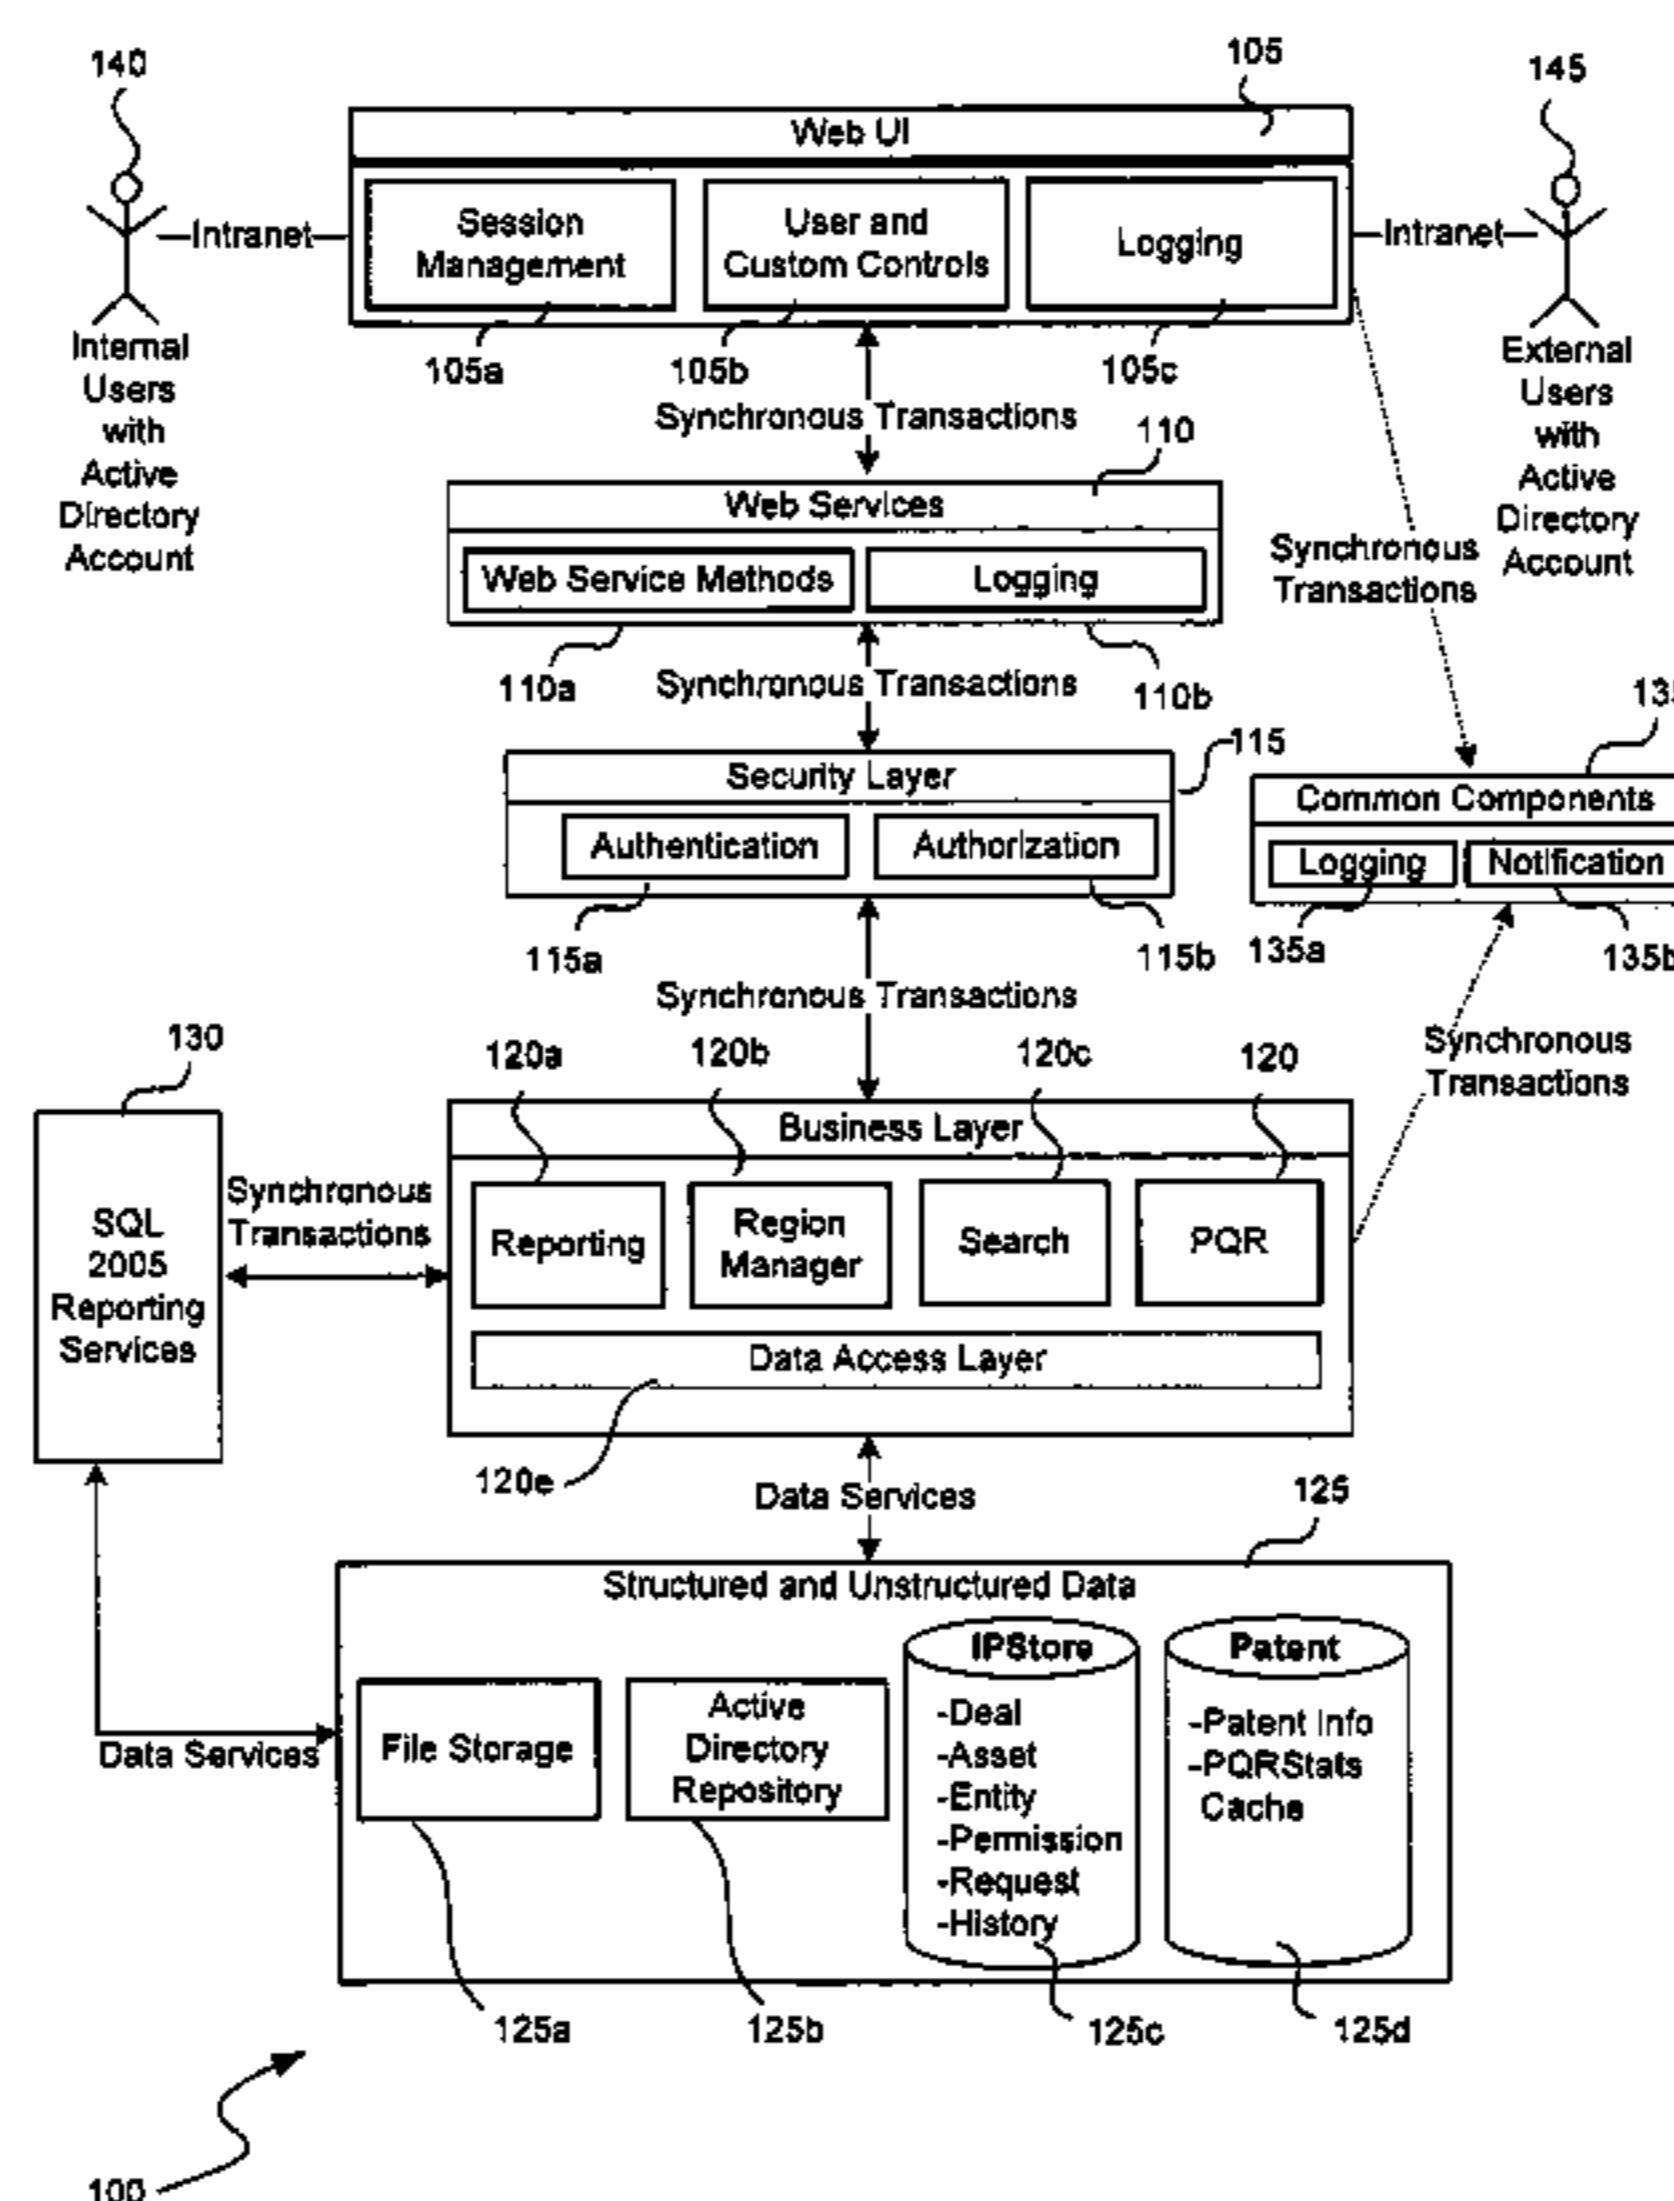 140
105
145
Web UI
Session
Management
User and
Custom Controls
Logging
Intranet
Intranet
Internal
Users
with
Active
Directory
Account
External
Users
with
Active
Directory
Account
105a
105b
105c
Synchronous Transactions
110
Web Services
Web Service Methods
Logging
Synchronous
Transactions
110a
Synchronous Transactions
110b
135
115
Security Layer
Authentication
Authorization
Common Components
Logging
Notification
115a
115b
135a
135b
Synchronous Transactions
Synchronous
Transactions
130
120a
120b
120c
120
Business Layer
SQL
2005
Reporting
Services
Synchronous
Transactions
Reporting
Region
Manager
Search
PQR
Data Access Layer
120e
Data Services
125
Structured and Unstructured Data
Data Services
File Storage
Active
Directory
Repository
IPStore
-Deal
-Asset
-Entity
-Permission
-Request
-History
Patent
-Patent Info
-PQRStats
Cache
125a
125b
125c
125d
100